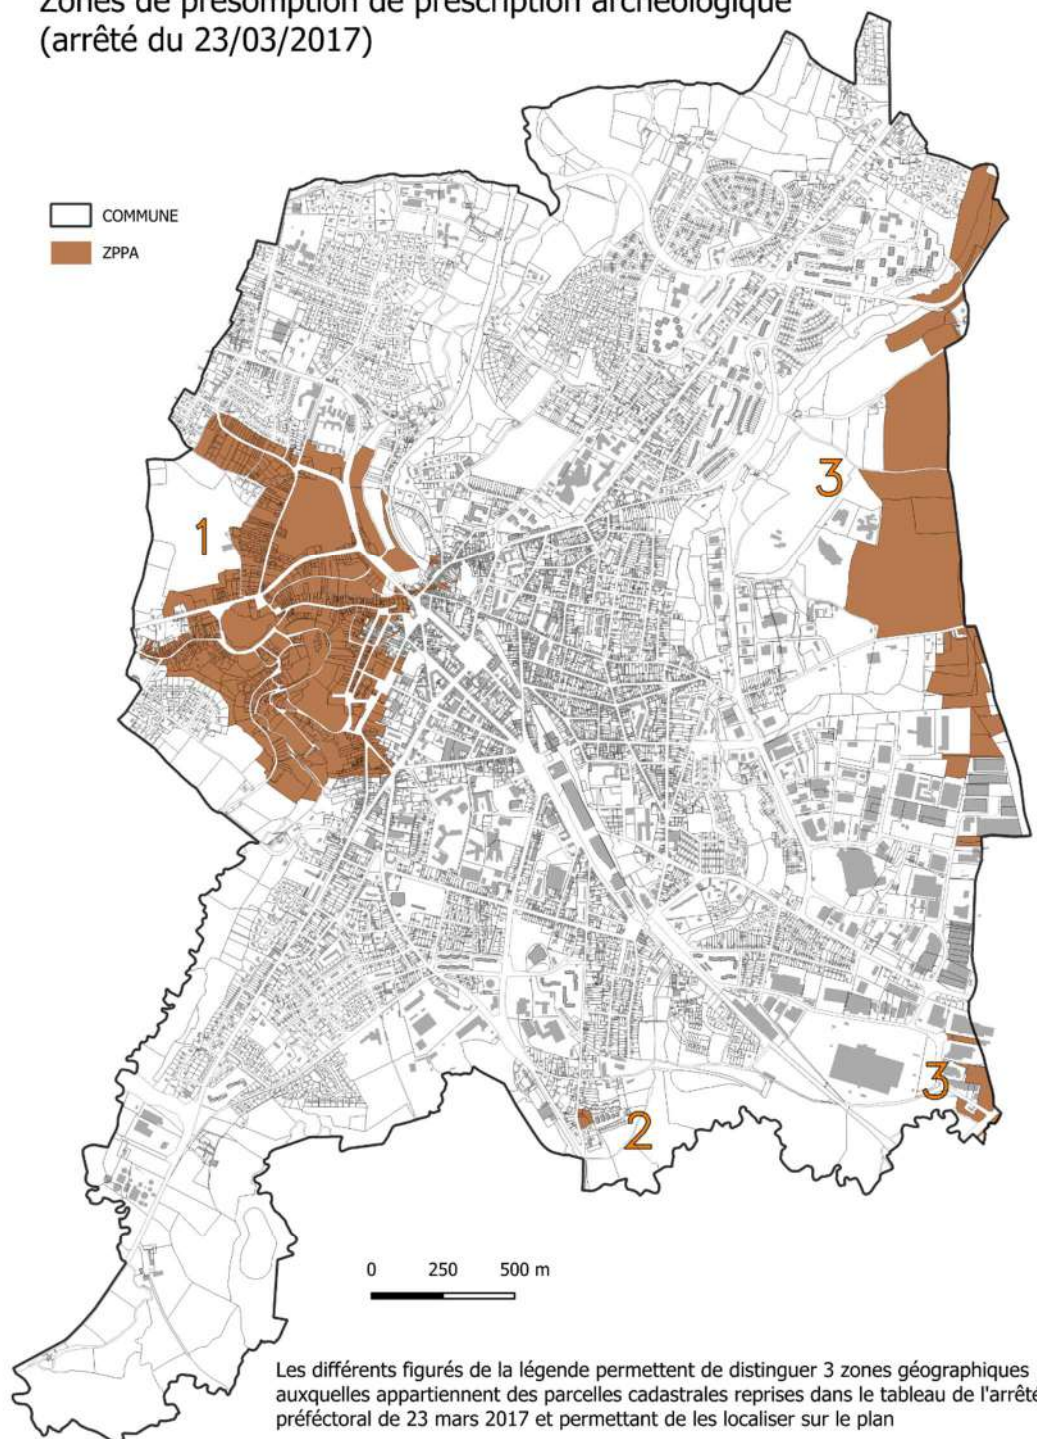 Zones de présomption de prescription archéologique
(arrêté du 23/03/2017)
COMMUNE
ZPPA
3
1
3
2
0 250 500 m
Les différents figurés de la légende permettent de distinguer 3 zones géographiques
auxquelles appartiennent des parcelles cadastrales reprises dans le tableau de l'arrêté
préféctoral de 23 mars 2017 et permettant de les localiser sur le plan